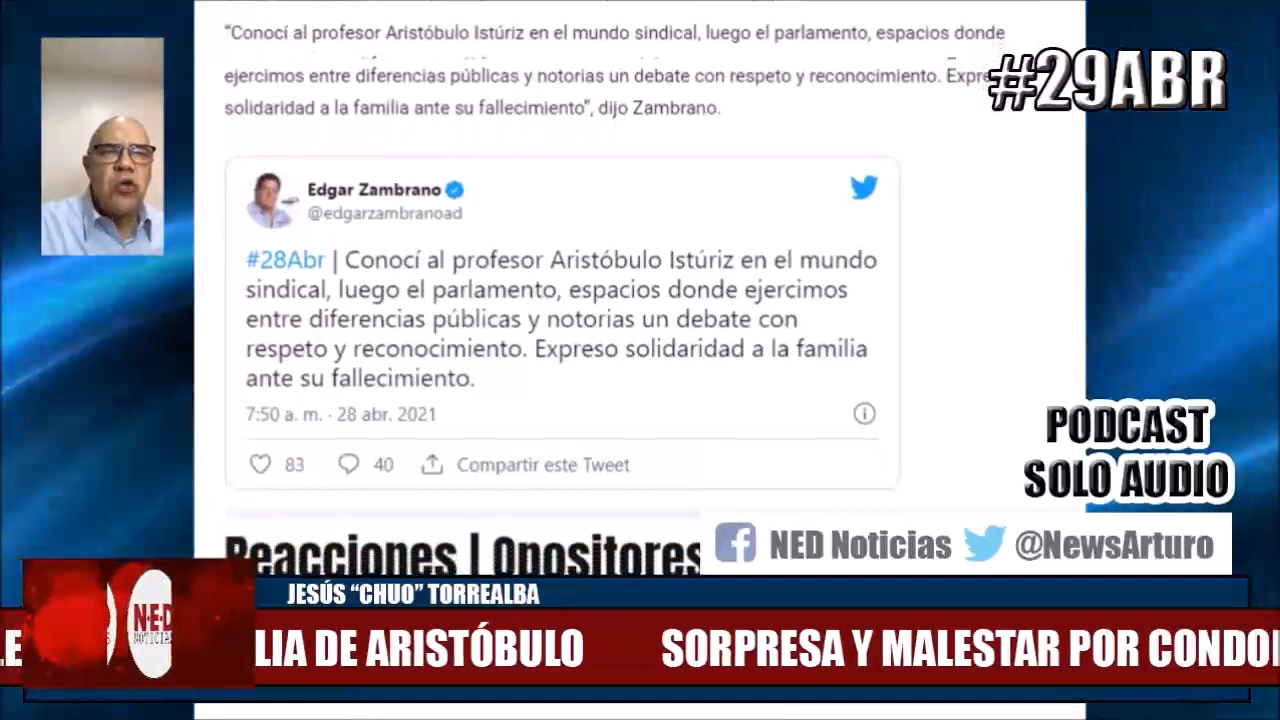 “Conocí al profesor Aristóbulo Istúriz en el mundo sindical, luego el parlamento, espacios donde
ejercimos entre diferencias públicas y notorias un debate con respeto y reconocimiento.
solidaridad a la familia ante su fallecimiento”, dijo Zambrano.
#29ABR
Edgar Zambrano
@edgarzambranoad
#28Abr | Conocí al profesor Aristóbulo Istúriz en el mundo
sindical, luego el parlamento, espacios donde ejercimos
entre diferencias públicas y notorias un debate con
respeto y reconocimiento. Expreso solidaridad a la familia
ante su fallecimiento.
7:50 a. m. · 28 abr. 2021
83 40 Compartir este Tweet
PODCAST
SOLO AUDIO
Reacciones | Opositores
NED Noticias @NewsArturo
JESÚS “CHUO” TORREALBA
LIA DE ARISTÓBULO SORPRESA Y MALESTAR POR CONDO
N·E·D